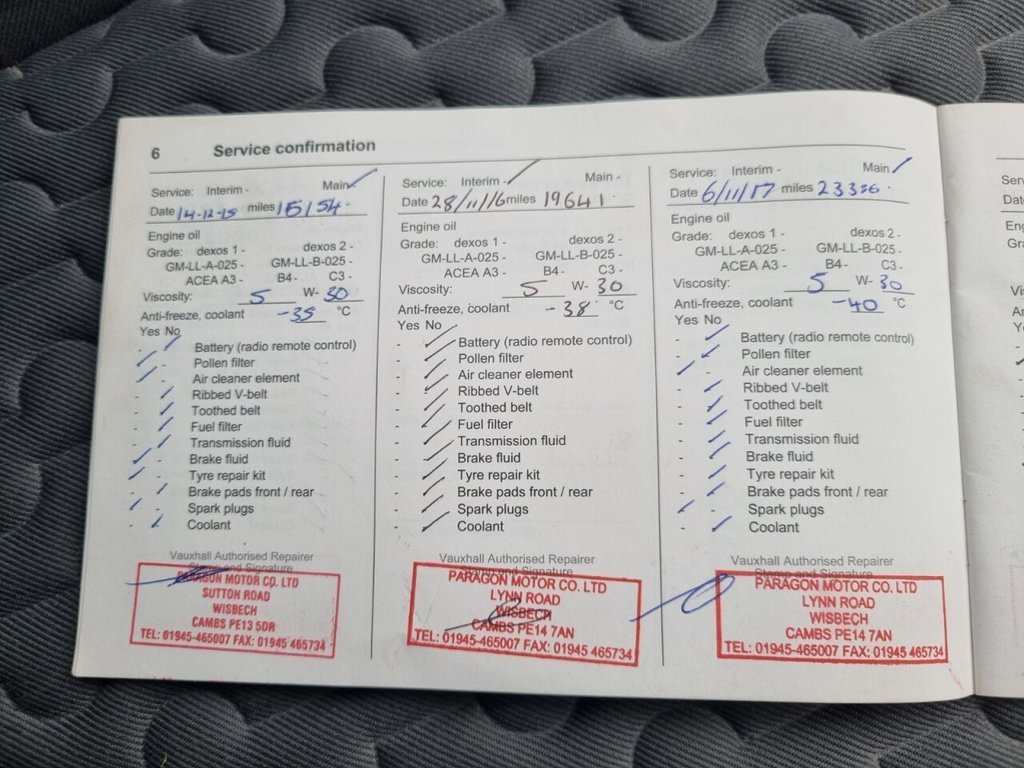 6 Service confirmation
Service: Interim - Main ✓
Date 14-12-15 miles 15154.
Engine oil
Grade: dexos 1 - dexos 2 -
GM-LL-A-025 - GM-LL-B-025 -
ACEA A3 - B4 - C3 -
Viscosity: 5 W- 30
Anti-freeze, coolant -35 °C
Yes No
- ✓ Battery (radio remote control)
✓ - Pollen filter
✓ - Air cleaner element
- ✓ Ribbed V-belt
- ✓ Toothed belt
- ✓ Fuel filter
- ✓ Transmission fluid
✓ - Brake fluid
- ✓ Tyre repair kit
- ✓ Brake pads front / rear
✓ - Spark plugs
- ✓ Coolant
Vauxhall Authorised Repairer
Stamp and Signature
PARAGON MOTOR CO. LTD
SUTTON ROAD
WISBECH
CAMBS PE13 5DR
TEL: 01945-465007 FAX: 01945 465734
Service: Interim - ✓ Main -
Date 28/11/16 miles 19641.
Engine oil
Grade: dexos 1 - dexos 2 -
GM-LL-A-025 - GM-LL-B-025 -
ACEA A3 - B4- C3 -
Viscosity: 5 W- 30
Anti-freeze, coolant -38 °C
Yes No
- ✓ Battery (radio remote control)
- ✓ Pollen filter
- ✓ Air cleaner element
- ✓ Ribbed V-belt
- ✓ Toothed belt
- ✓ Fuel filter
- ✓ Transmission fluid
- ✓ Brake fluid
- ✓ Tyre repair kit
- ✓ Brake pads front / rear
- ✓ Spark plugs
- ✓ Coolant
Vauxhall Authorised Repairer
Stamp and Signature
PARAGON MOTOR CO. LTD
LYNN ROAD
WISBECH
CAMBS PE14 7AN
TEL: 01945-465007 FAX: 01945 465734
Service: Interim - Main ✓
Date 6/11/17 miles 23356.
Engine oil
Grade: dexos 1 - dexos 2 -
GM-LL-A-025 - GM-LL-B-025 -
ACEA A3 - B4- C3 -
Viscosity: 5 W- 30
Anti-freeze, coolant -40 °C
Yes No
- ✓ Battery (radio remote control)
- ✓ Pollen filter
✓ - Air cleaner element
- ✓ Ribbed V-belt
- ✓ Toothed belt
- ✓ Fuel filter
- ✓ Transmission fluid
- ✓ Brake fluid
- ✓ Tyre repair kit
- ✓ Brake pads front / rear
✓ - Spark plugs
- ✓ Coolant
Vauxhall Authorised Repairer
Stamp and Signature
PARAGON MOTOR CO. LTD
LYNN ROAD
WISBECH
CAMBS PE14 7AN
TEL: 01945-465007 FAX: 01945 465734